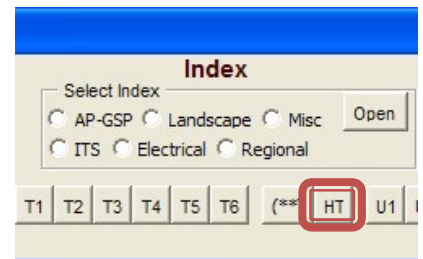 Index
Select Index
AP-GSP Landscape Misc Open
ITS Electrical Regional
T1 T2 T3 T4 T5 T6 (** HT U1